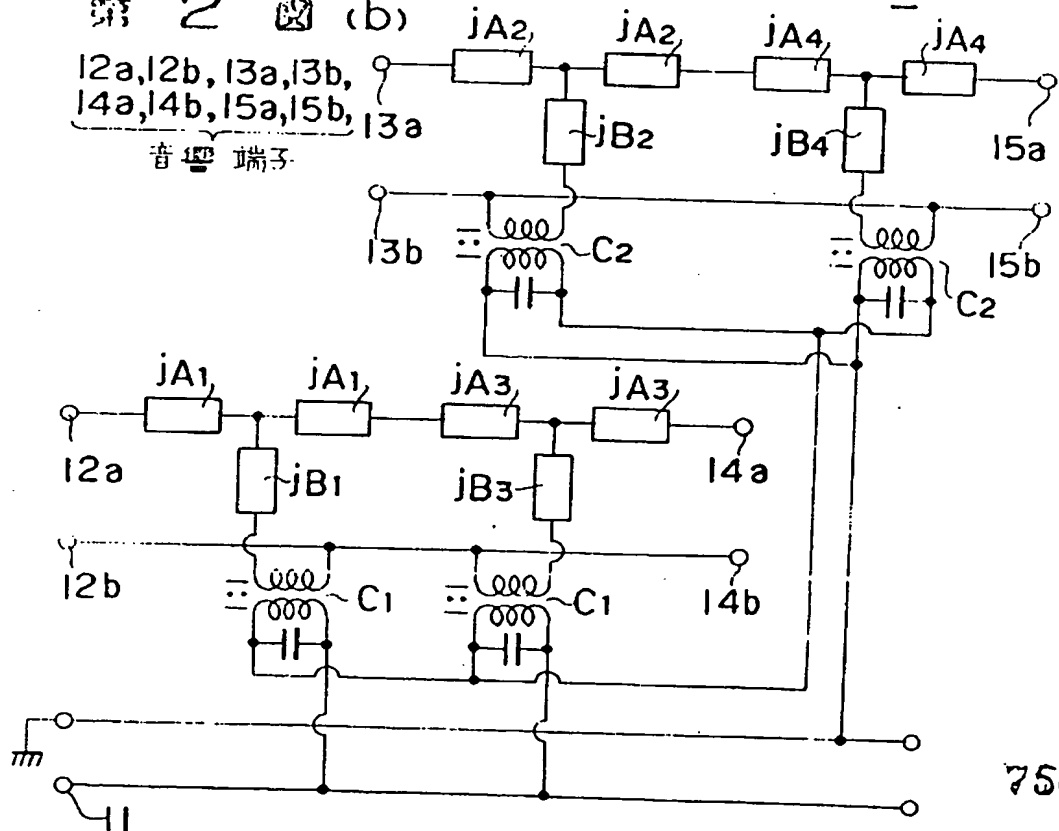 第 2 図 (b)
12a,12b, 13a,13b,
14a,14b, 15a,15b,
音響 端子
jA2
jA2
jA4
jA4
13a
jB2
jB4
15a
13b
C2
15b
C2
jA1
jA1
jA3
jA3
12a
jB1
jB3
14a
12b
C1
C1
14b
11
75